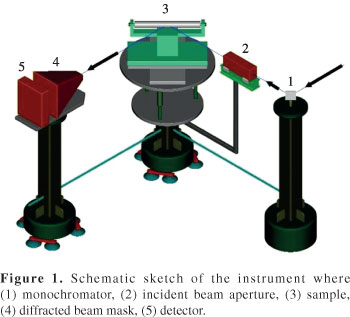 3
5
4
2
1
Figure 1. Schematic sketch of the instrument where
(1) monochromator, (2) incident beam aperture, (3) sample,
(4) diffracted beam mask, (5) detector.